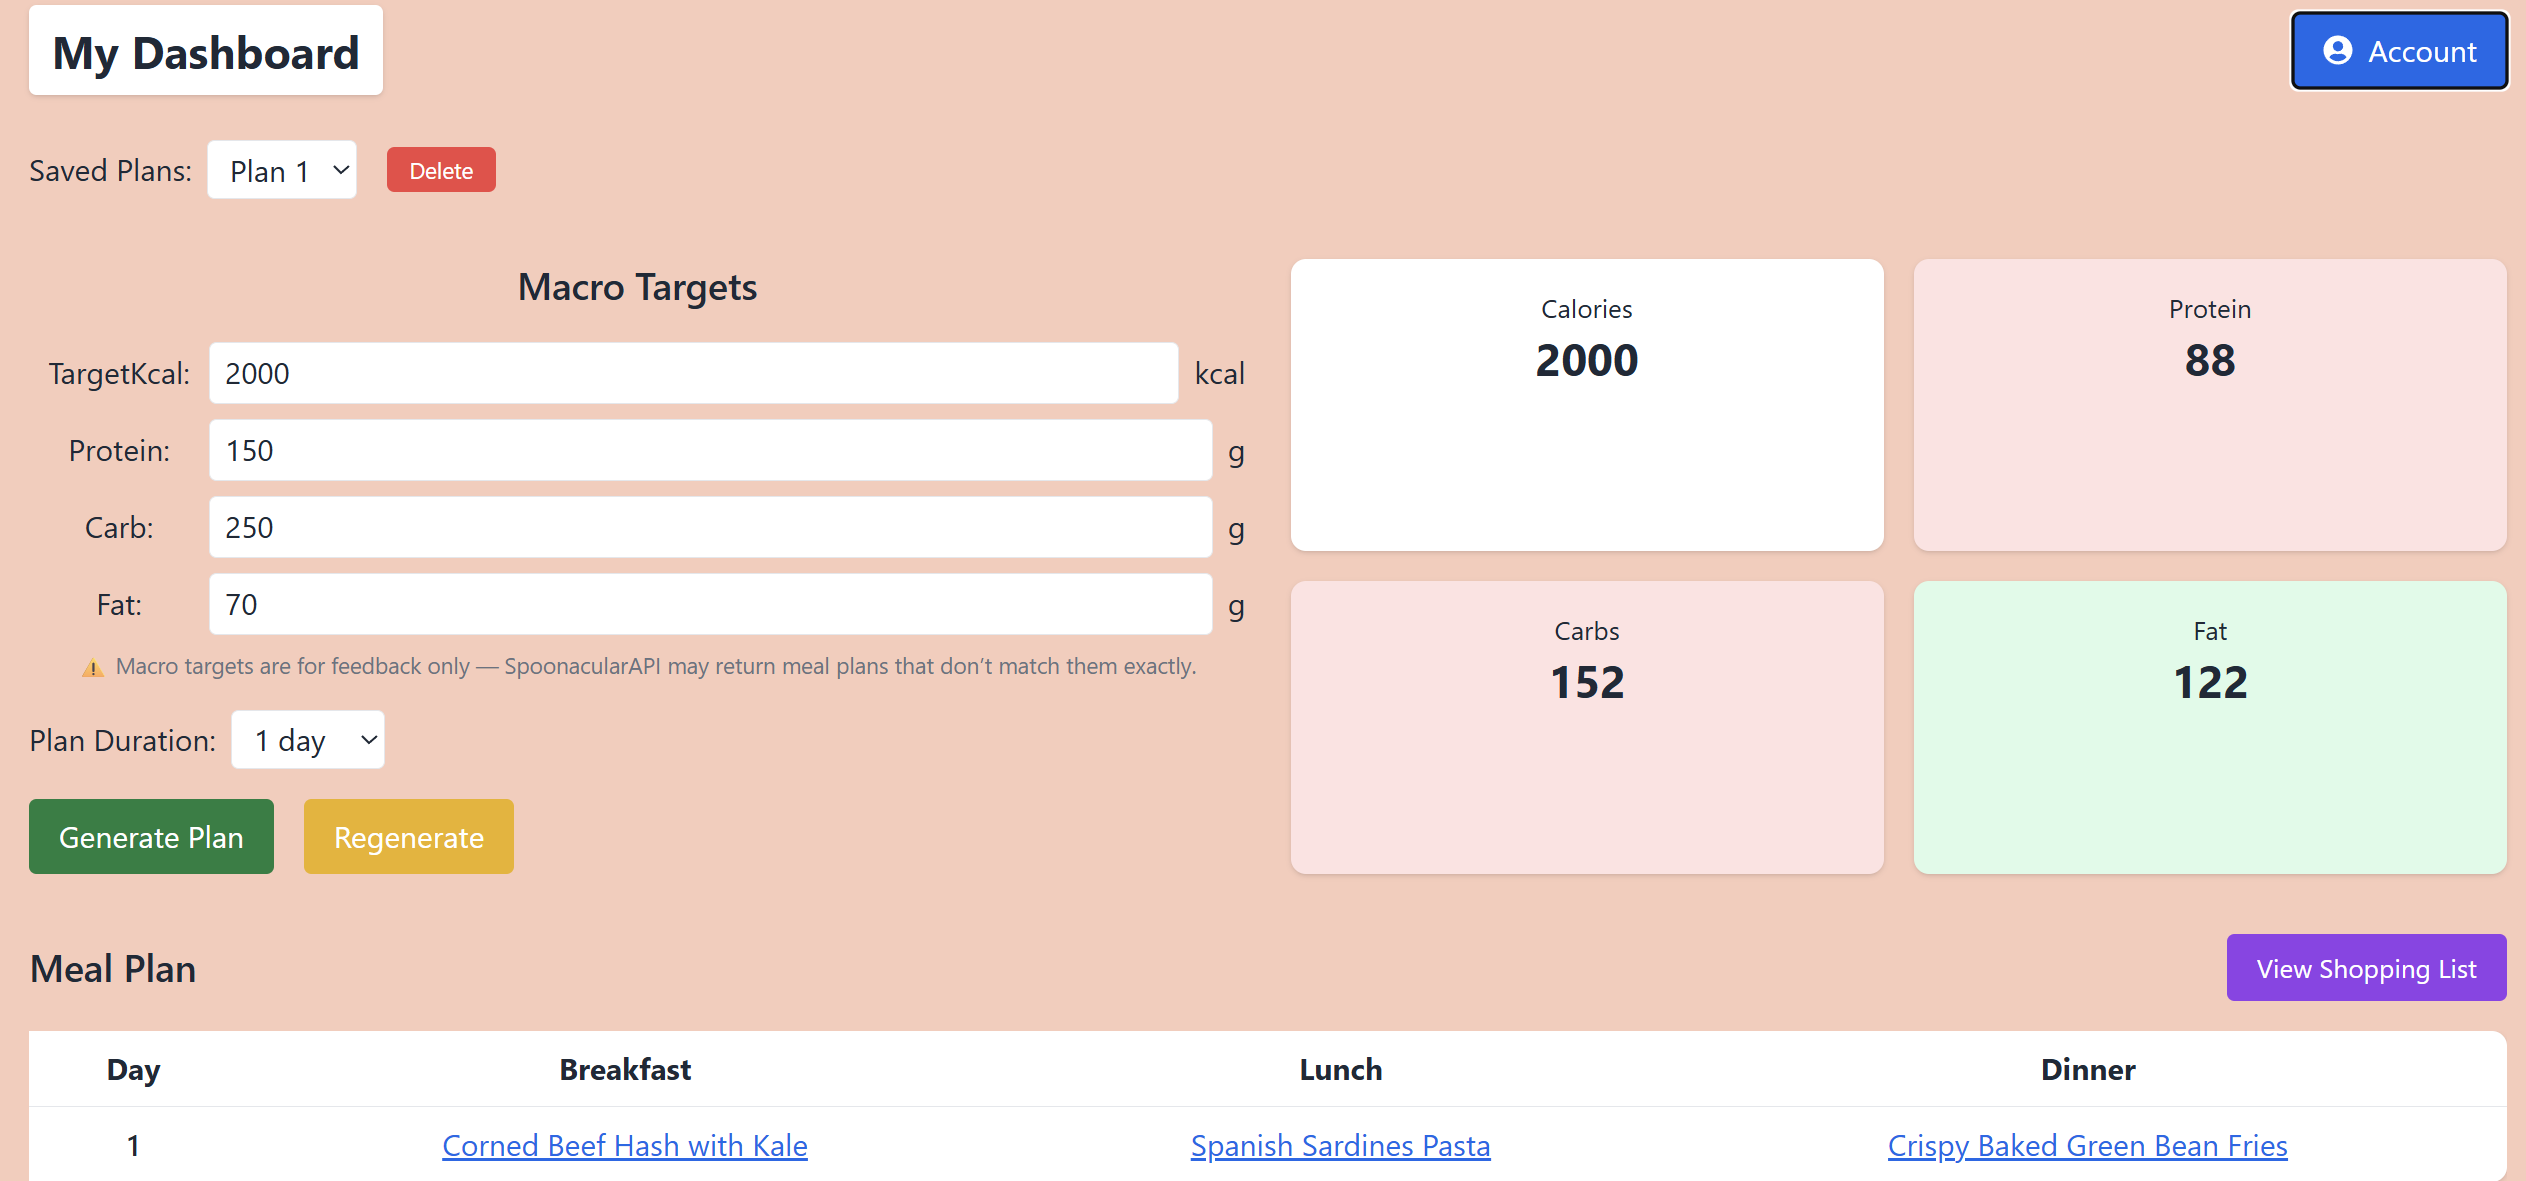 My Dashboard
Account
Saved Plans: Plan 1 Delete
Macro Targets
TargetKcal: 2000 kcal
Protein: 150 g
Carb: 250 g
Fat: 70 g
⚠ Macro targets are for feedback only — SpoonacularAPI may return meal plans that don’t match them exactly.
Plan Duration: 1 day
Generate Plan Regenerate
Calories
2000
Protein
88
Carbs
152
Fat
122
Meal Plan
View Shopping List
Day Breakfast Lunch Dinner
1 Corned Beef Hash with Kale Spanish Sardines Pasta Crispy Baked Green Bean Fries